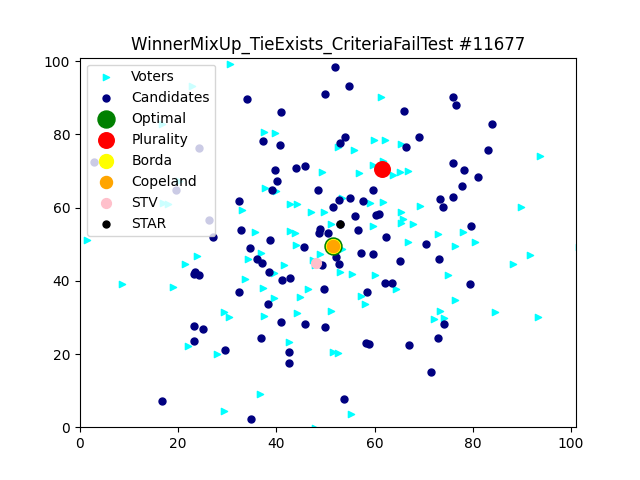 WinnerMixUp_TieExists_CriteriaFailTest #11677
100
80
60
40
20
0
0 20 40 60 80 100
Voters
Candidates
Optimal
Plurality
Borda
Copeland
STV
STAR